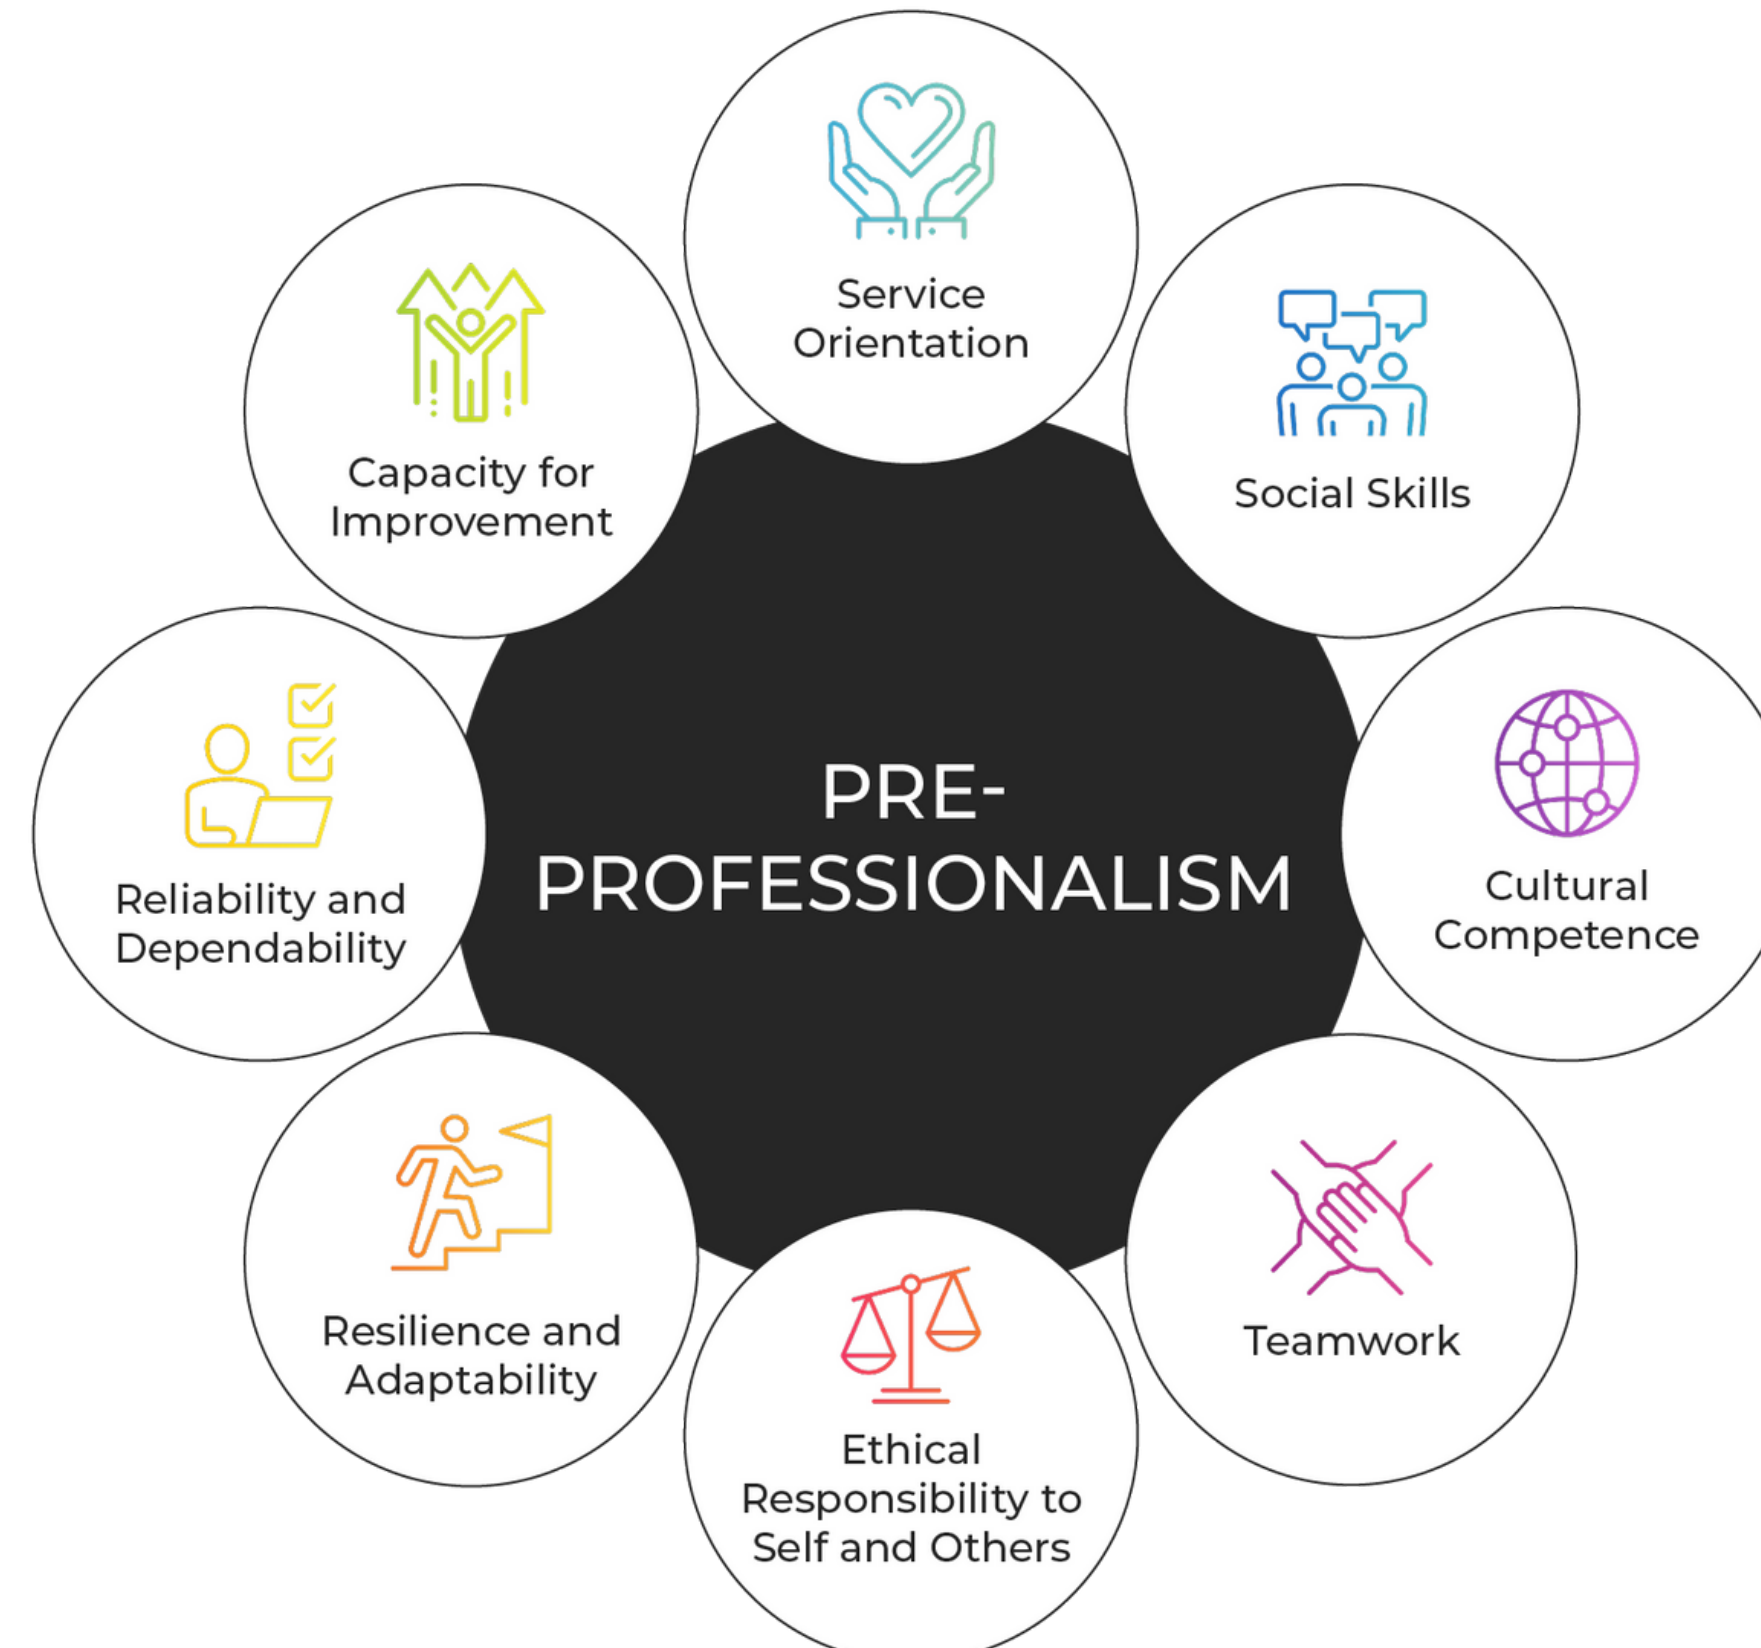 Service
Orientation
Social Skills
Cultural
Competence
Teamwork
Ethical
Responsibility to
Self and Others
Resilience and
Adaptability
Reliability and
Dependability
Capacity for
Improvement
PRE-
PROFESSIONALISM